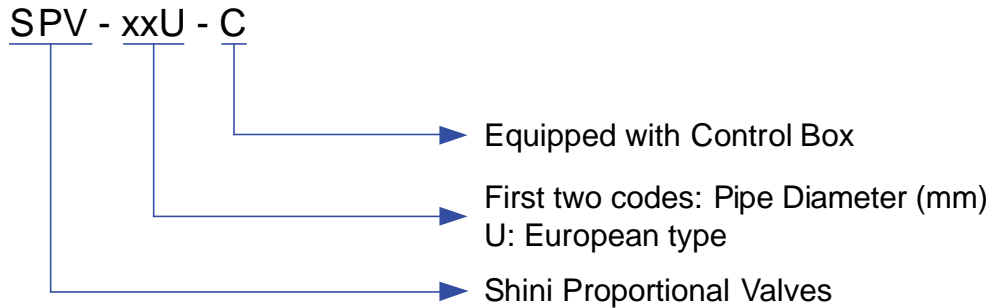 SPV - xxU - C
Equipped with Control Box
First two codes: Pipe Diameter (mm)
U: European type
Shini Proportional Valves